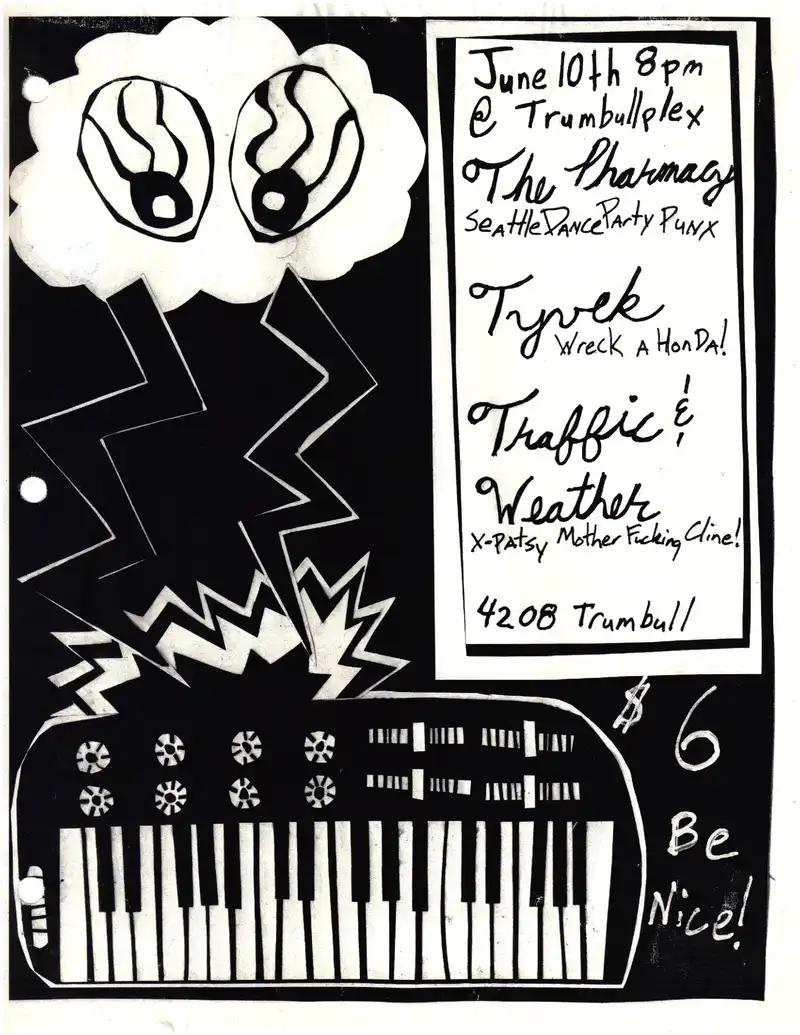 June 10th 8pm
@ Trumbullplex
The Pharmacy
Seattle Dance Party Punx
Tyvek
Wreck A HonDa!
Traffic &
Weather
X-Patsy Mother Fucking Cline!
4208 Trumbull
$6
Be
Nice!